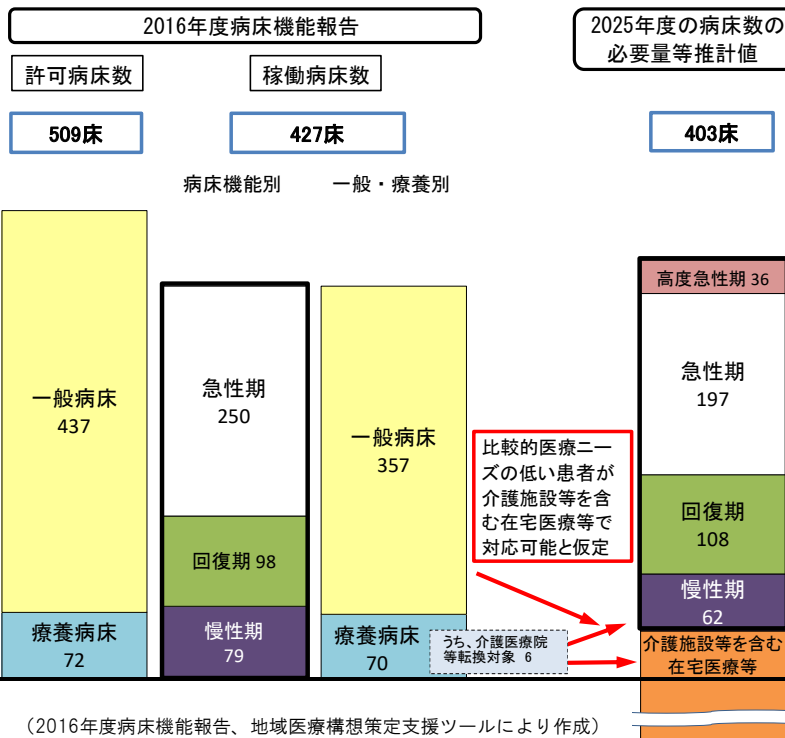 2016年度病床機能報告
2025年度の病床数の
必要量等推計値
許可病床数
稼働病床数
509床
427床
403床
病床機能別
一般・療養別
一般病床
437
療養病床
72
急性期
250
回復期 98
慢性期
79
一般病床
357
療養病床
70
比較的医療ニー
ズの低い患者が
介護施設等を含
む在宅医療等で
対応可能と仮定
うち、介護医療院
等転換対象 6
高度急性期 36
急性期
197
回復期
108
慢性期
62
介護施設等を含む
在宅医療等
（2016年度病床機能報告、地域医療構想策定支援ツールにより作成）